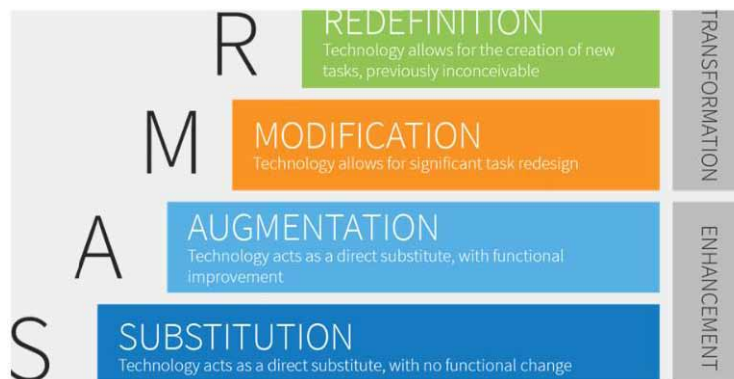 R
REDEFINITION
Technology allows for the creation of new
tasks, previously inconceivable
M
MODIFICATION
Technology allows for significant task redesign
TRANSFORMATION
A
AUGMENTATION
Technology acts as a direct substitute, with functional
improvement
S
SUBSTITUTION
Technology acts as a direct substitute, with no functional change
ENHANCEMENT